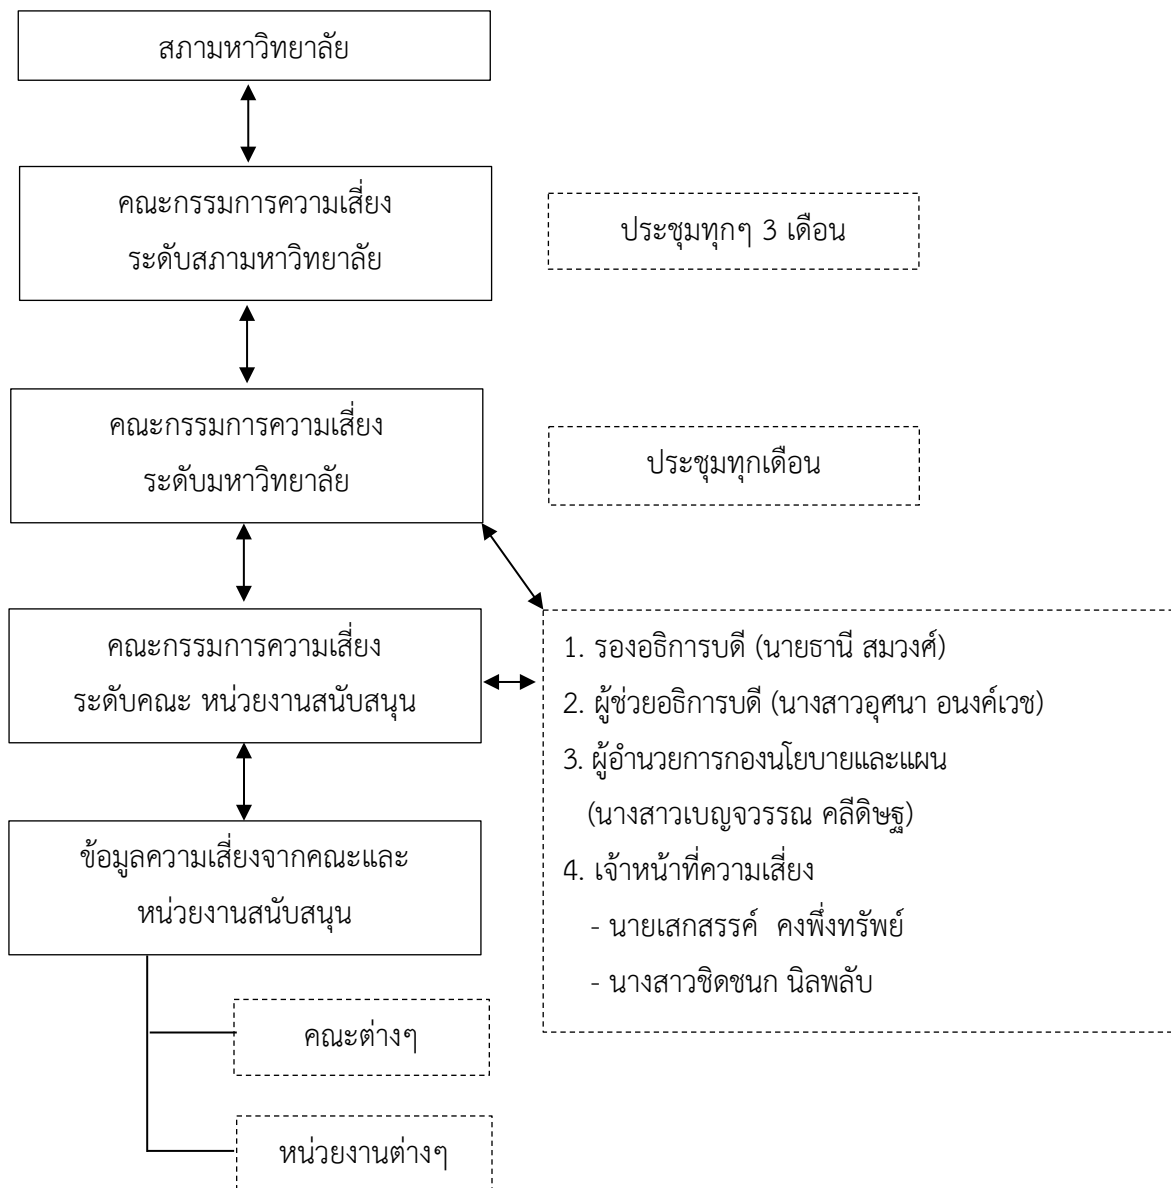 สภามหาวิทยาลัย
คณะกรรมการความเสี่ยง
ระดับสภามหาวิทยาลัย
ประชุมทุกๆ 3 เดือน
คณะกรรมการความเสี่ยง
ระดับมหาวิทยาลัย
ประชุมทุกเดือน
คณะกรรมการความเสี่ยง
ระดับคณะ หน่วยงานสนับสนุน
1. รองอธิการบดี (นายธานี สมวงศ์)
2. ผู้ช่วยอธิการบดี (นางสาวอุศนา อนงค์เวช)
3. ผู้อำนวยการกองนโยบายและแผน
(นางสาวเบญจวรรณ คลีดิษฐ)
4. เจ้าหน้าที่ความเสี่ยง
- นายเสกสรรค์  คงพึ่งทรัพย์
- นางสาวชิดชนก นิลพลับ
ข้อมูลความเสี่ยงจากคณะและ
หน่วยงานสนับสนุน
คณะต่างๆ
หน่วยงานต่างๆ